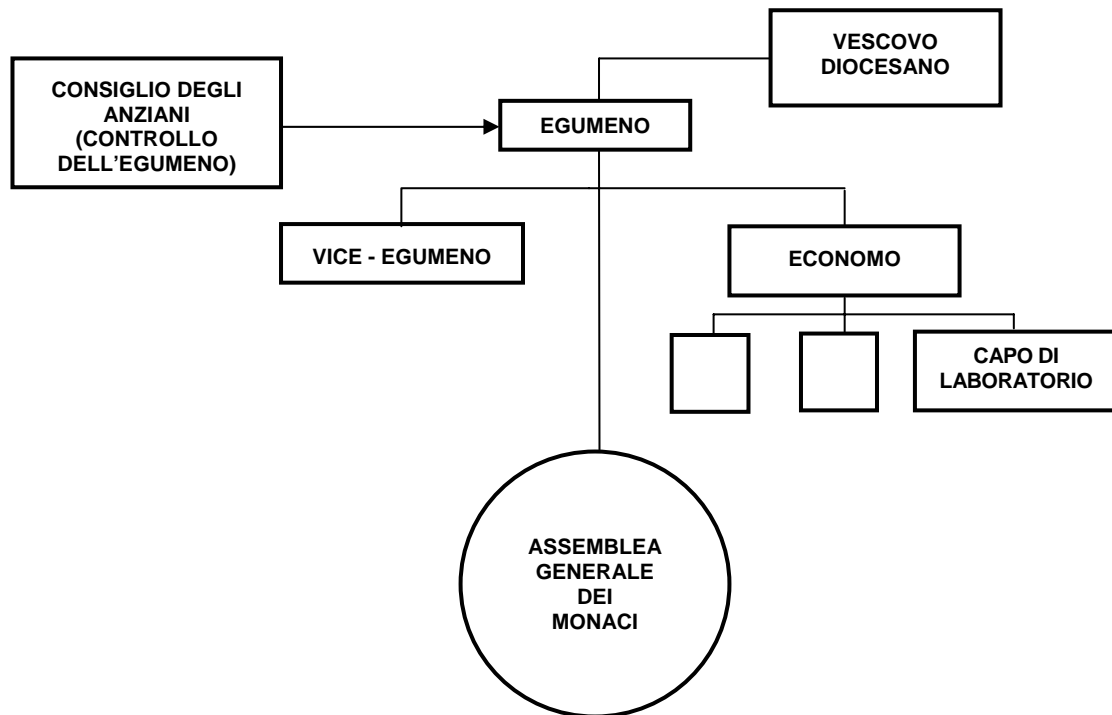 VESCOVO
DIOCESANO
CONSIGLIO DEGLI
ANZIANI
(CONTROLLO
DELL’EGUMENO)
EGUMENO
VICE - EGUMENO
ECONOMO
CAPO DI
LABORATORIO
ASSEMBLEA
GENERALE
DEI
MONACI